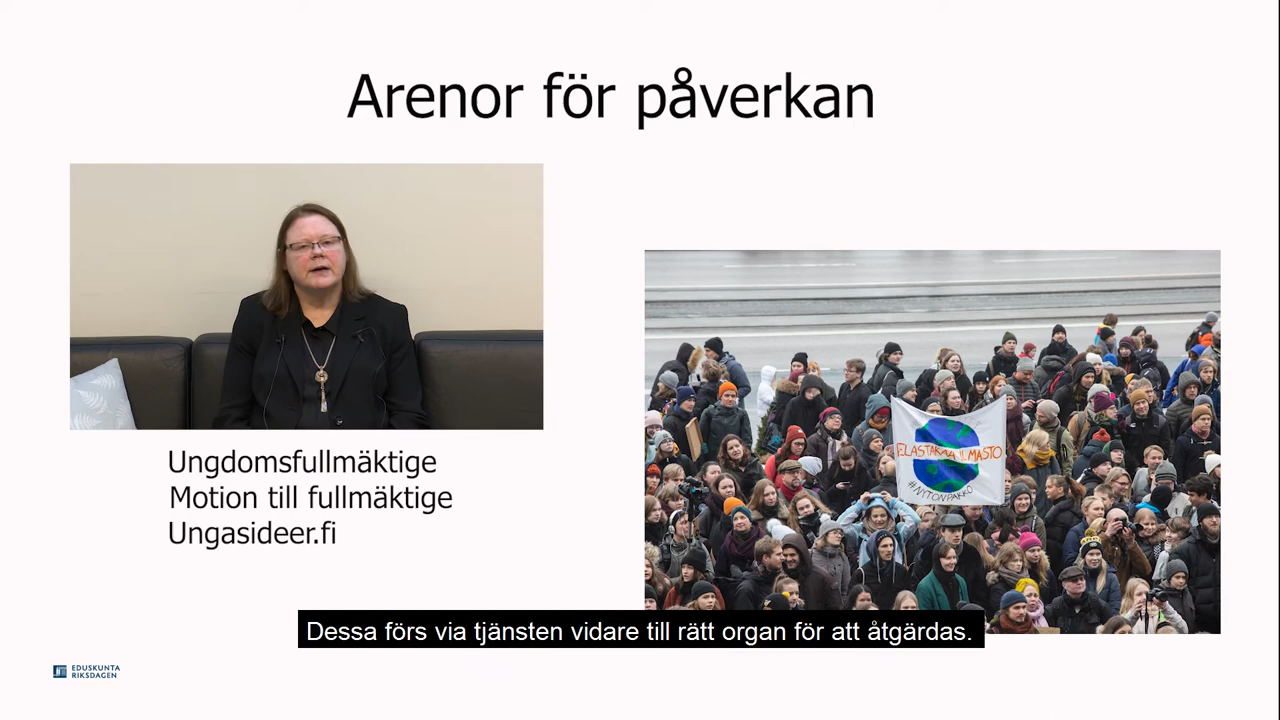 Arenor för påverkan
Ungdomsfullmäktige
Motion till fullmäktige
Ungasideer.fi
ELASTAKAA ILMASTO
#NYTONPAKKO
Dessa förs via tjänsten vidare till rätt organ för att åtgärdas.
EDUSKUNTA
RIKSDAGEN